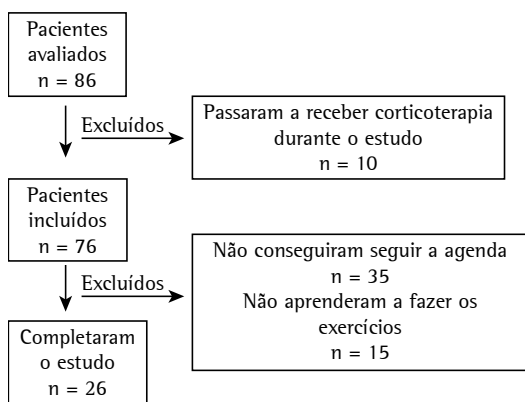 Pacientes
avaliados
n = 86
Excluídos
Passaram a receber corticoterapia
durante o estudo
n = 10
Pacientes
incluídos
n = 76
Excluídos
Não conseguiram seguir a agenda
n = 35
Não aprenderam a fazer os
exercícios
n = 15
Completaram
o estudo
n = 26